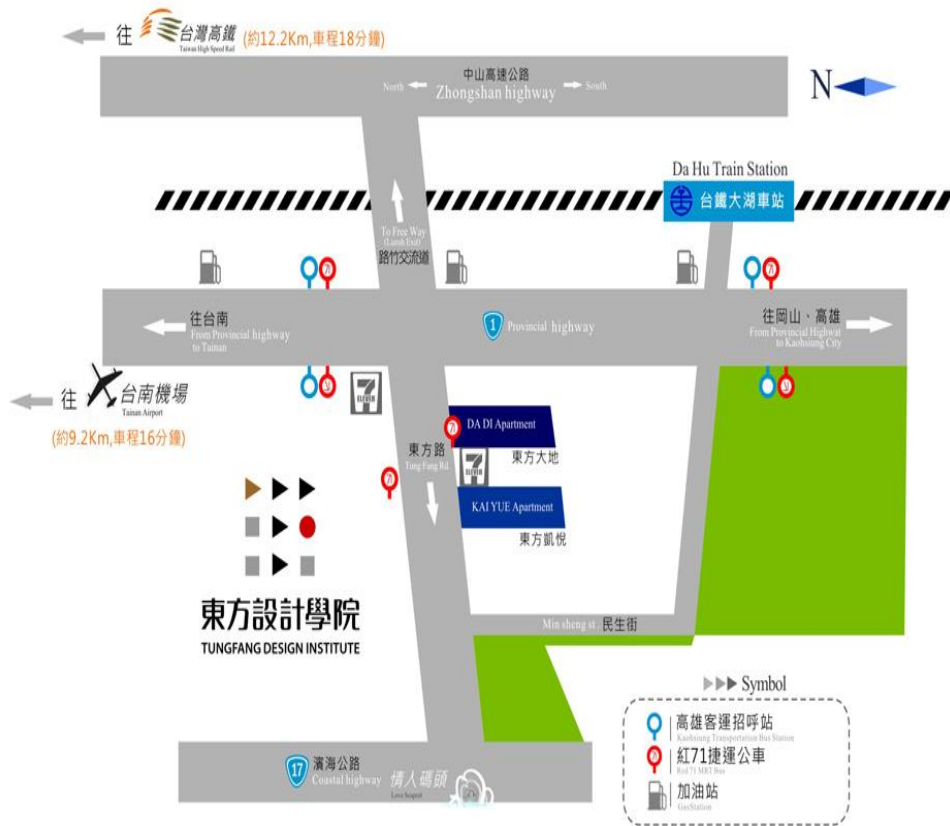 往 台灣高鐵 (約12.2Km,車程18分鐘)
Taiwan High Speed Rail
中山高速公路
North Zhongshan highway South
N
Da Hu Train Station
台鐵大湖車站
To Free Way
路竹交流道
往台南
From Provincial highway
to Tainan
1 Provincial highway
往岡山、高雄
From Provincial Highwat
to Kaohsiung City
往 台南機場
Tainan Airport
(約9.2Km,車程16分鐘)
7
ELEVEN
DA DI Apartment
東方大地
東方路
Tung Fang Rd.
7
ELEVEN
KAI YUE Apartment
東方凱悅
東方設計學院
TUNGFANG DESIGN INSTITUTE
Min sheng st. 民生街
Symbol
高雄客運招呼站
Kaohsiung Transportation Bus Station
紅71捷運公車
Red 71 MRT Bus
加油站
GasStation
17 濱海公路
Coastal highway
情人碼頭